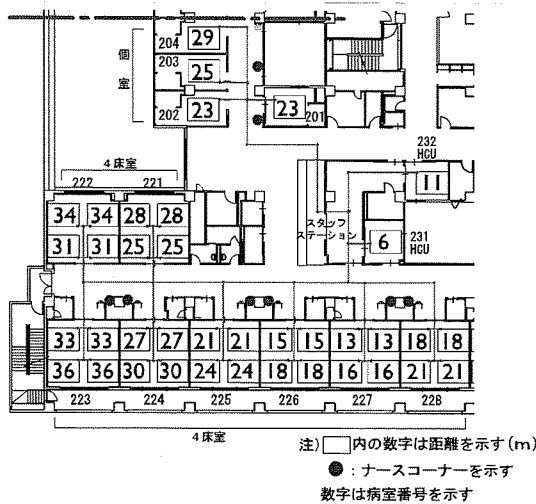 204 29
個室
203 25
202 23 23 201
232
HCU
11
4床室
222 221
34 34 28 28
31 31 25 25
スタッフ
ステーション
6 231
HCU
33 33 27 27 21 21 15 15 13 13 18 18
36 36 30 30 24 24 18 18 16 16 21 21
223 224 225 226 227 228
4床室
注)□内の数字は距離を示す(m)
●:ナースコーナーを示す
数字は病室番号を示す